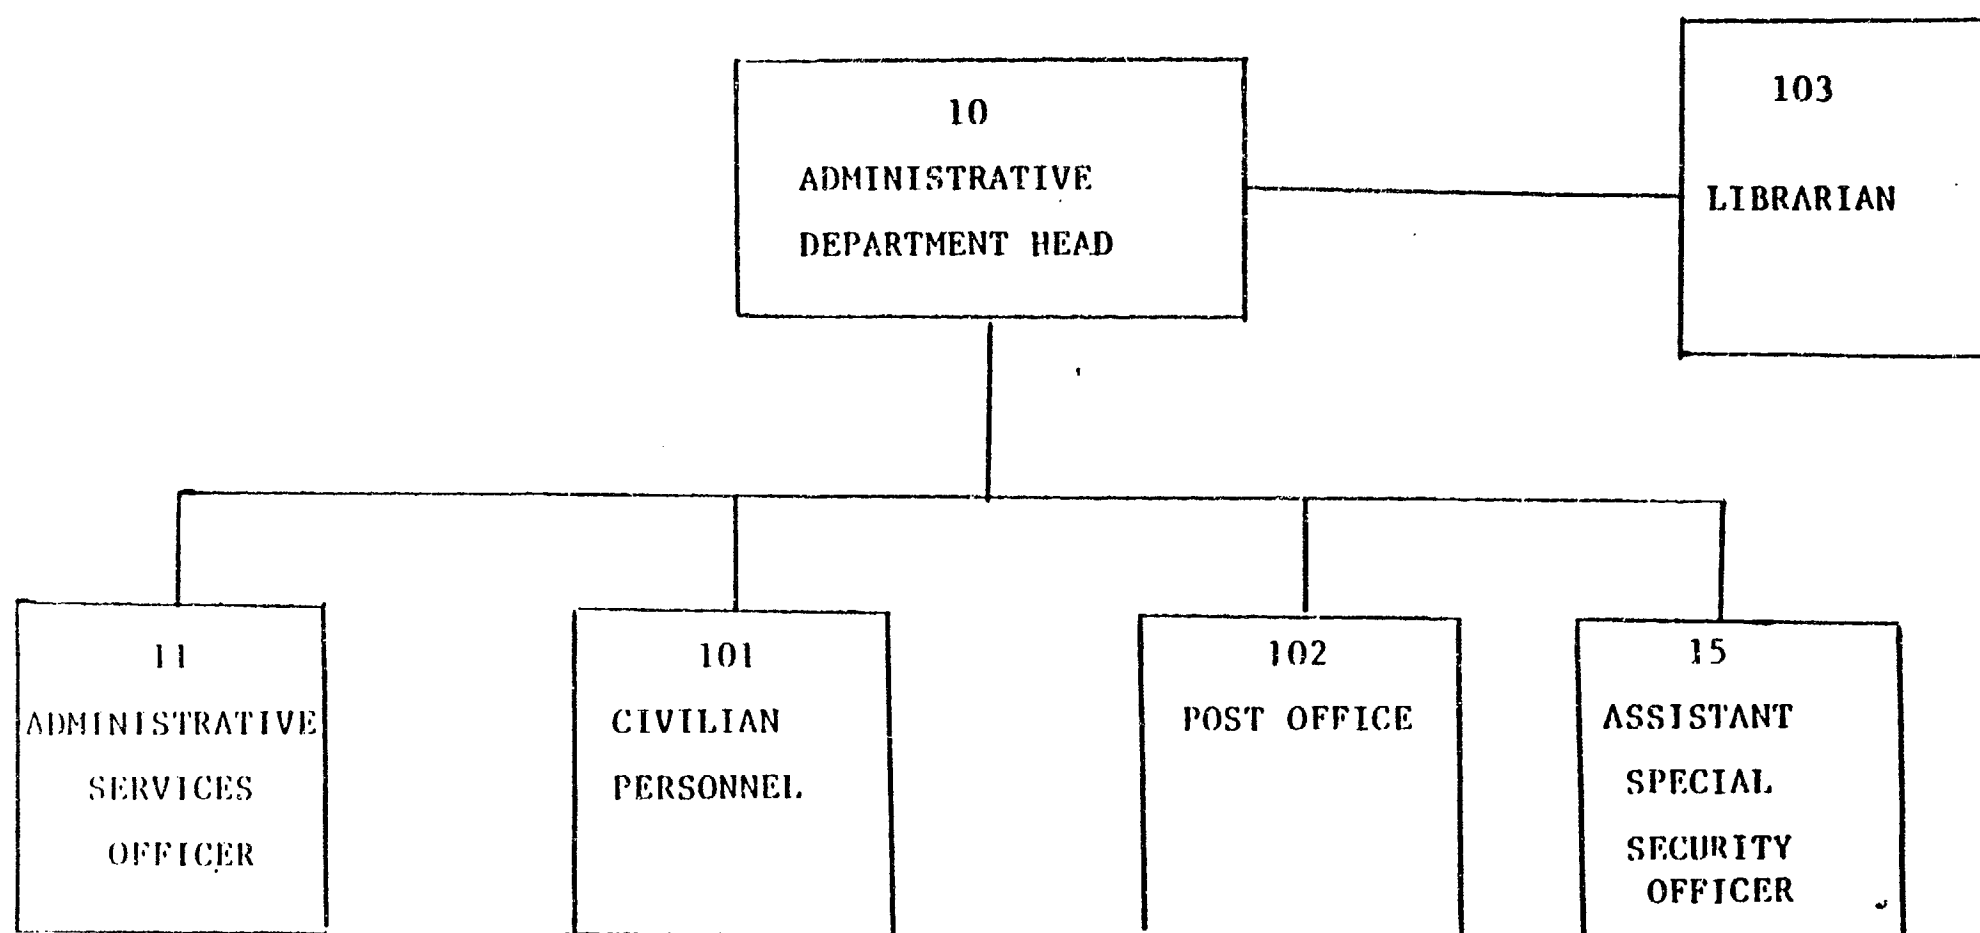 10
ADMINISTRATIVE
DEPARTMENT HEAD
103
LIBRARIAN
11
ADMINISTRATIVE
SERVICES
OFFICER
101
CIVILIAN
PERSONNEL
102
POST OFFICE
15
ASSISTANT
SPECIAL
SECURITY
OFFICER